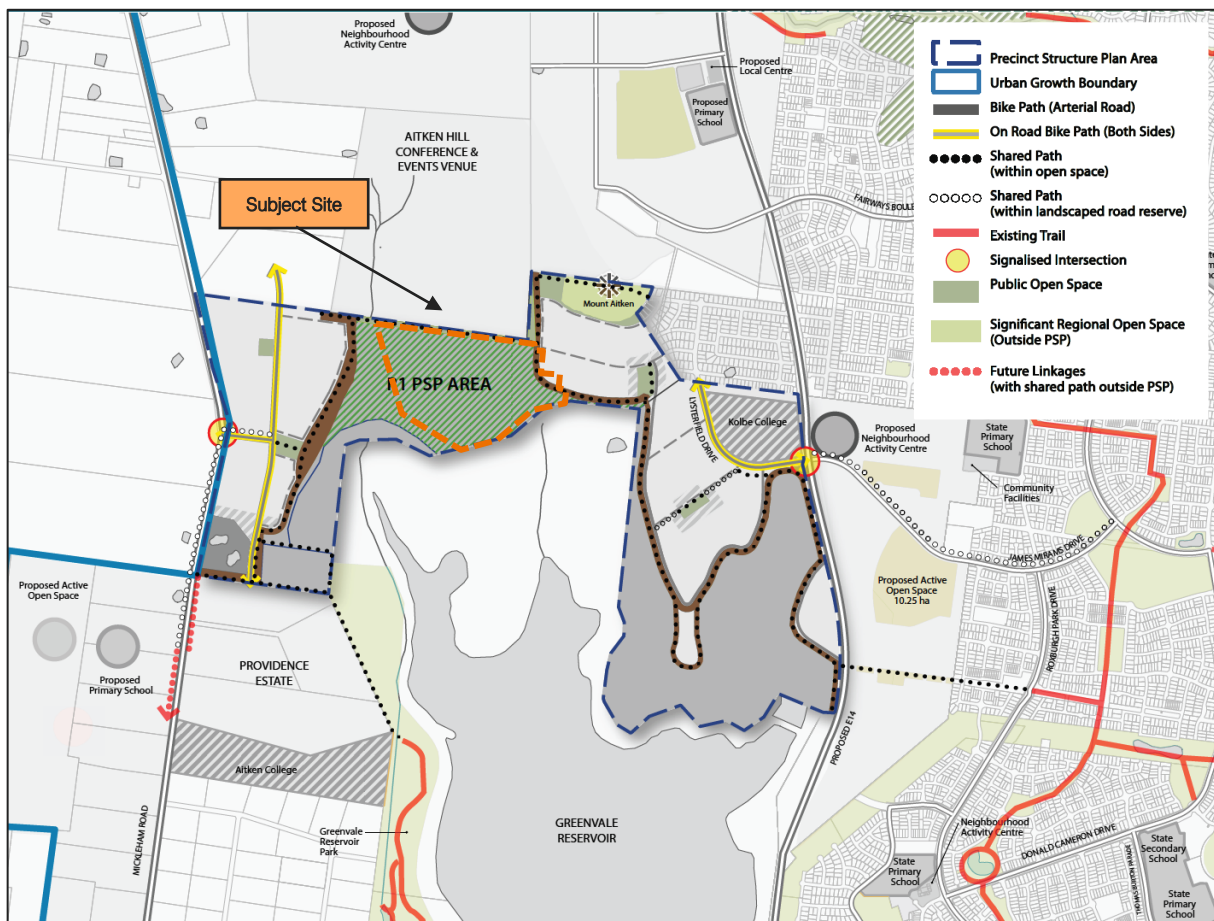 Proposed
Neighbourhood
Activity Centre
Proposed
Local Centre
Proposed
Primary
School
AITKEN HILL
CONFERENCE &
EVENTS VENUE
Subject Site
FAIRWAYS BOULE
Mount Aitken
R1 PSP AREA
LYSTERFIELD DRIVE
Kolbe College
Proposed
Neighbourhood
Activity Centre
State
Primary
School
Community
Facilities
JAMES MIRAMS DRIVE
Proposed Active
Open Space
10.25 ha
ROXBURGH PARK DRIVE
Proposed Active
Open Space
Proposed
Primary School
PROVIDENCE
ESTATE
Aitken College
MICKLEHAM ROAD
Greenvale
Reservoir
Park
GREENVALE
RESERVOIR
PROPOSED E14
Neighbourhood
Activity Centre
DONALD CAMERON DRIVE
State
Primary
School
State
Secondary
School
Precinct Structure Plan Area
Urban Growth Boundary
Bike Path (Arterial Road)
On Road Bike Path (Both Sides)
Shared Path
(within open space)
Shared Path
(within landscaped road reserve)
Existing Trail
Signalised Intersection
Public Open Space
Significant Regional Open Space
(Outside PSP)
Future Linkages
(with shared path outside PSP)